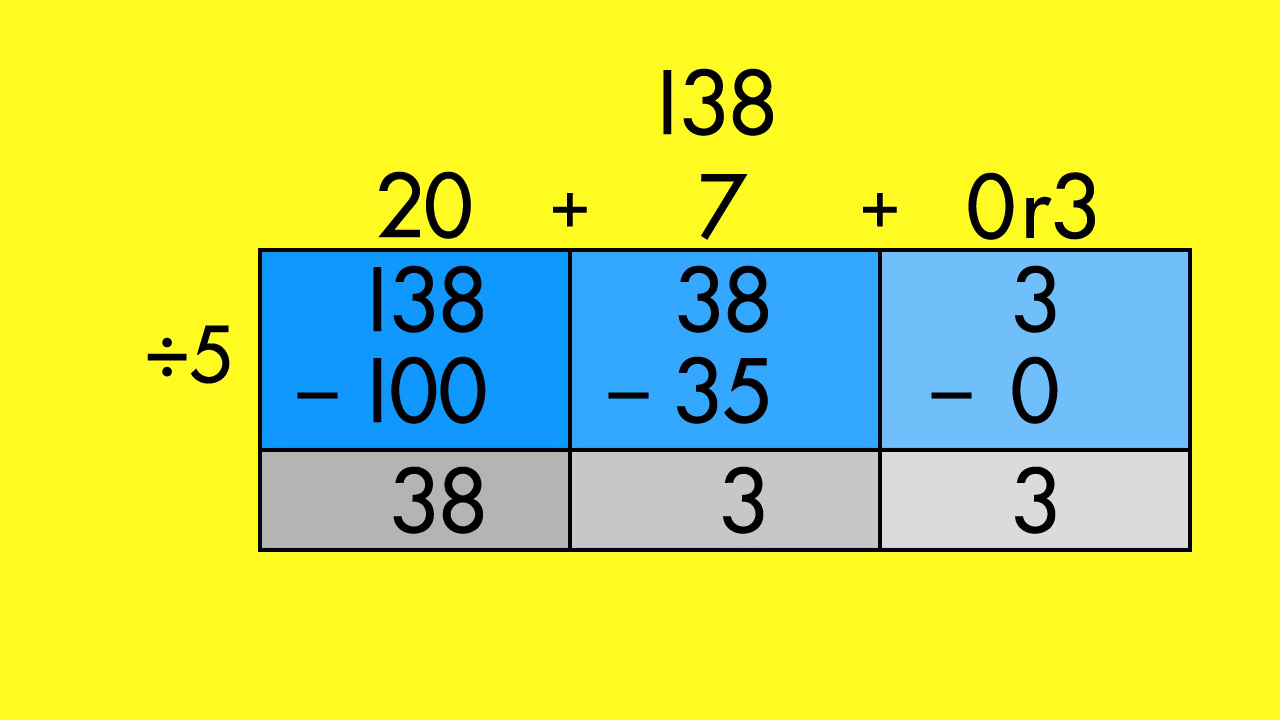 138
20 + 7 + 0r3
÷5
138 38 3
– 100 – 35 – 0
38 3 3